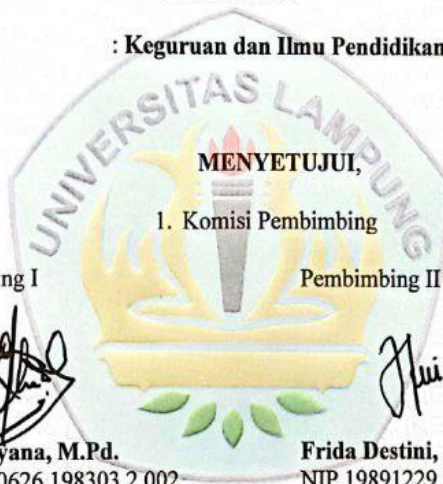 : Keguruan dan Ilmu Pendidikan
UNIVERSITAS LAMPUNG
MENYETUJUI,
1. Komisi Pembimbing
ng I
Pembimbing II
yana, M.Pd.
Frida Destini,
0626 198303 2 002
NIP 19891229